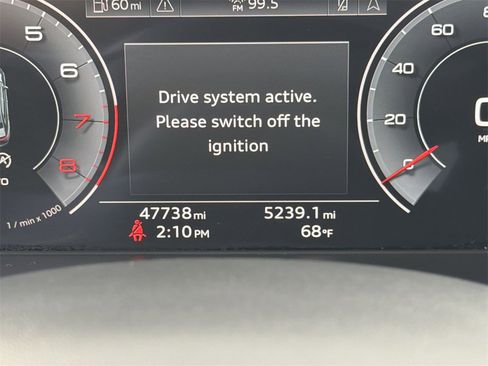 60 mi
FM 99.5
5
6
7
8
1 / min x 1000
Drive system active.
Please switch off the
ignition
80
60
40
20
0
47738 mi
5239.1 mi
2:10 PM
68°F